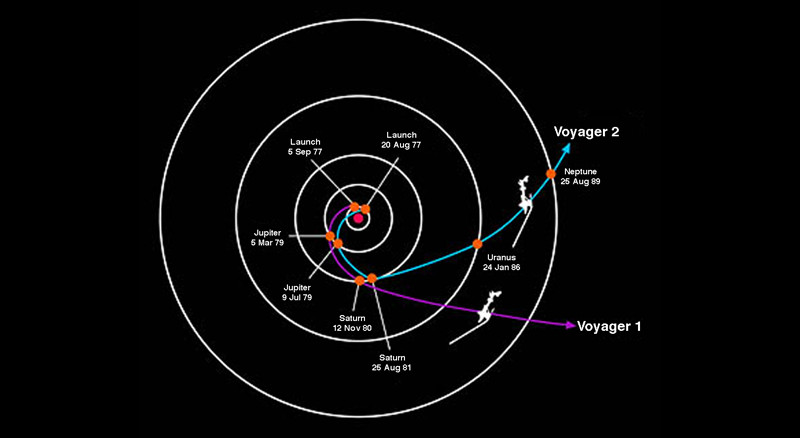 Voyager 2
Launch
20 Aug 77
Launch
5 Sep 77
Neptune
25 Aug 89
Jupiter
5 Mar 79
Uranus
24 Jan 86
Jupiter
9 Jul 79
Saturn
12 Nov 80
Voyager 1
Saturn
25 Aug 81